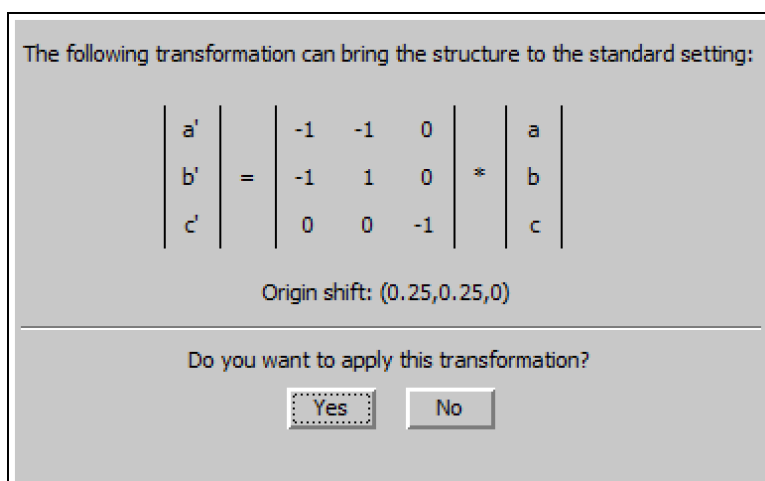 The following transformation can bring the structure to the standard setting:
a' -1 -1 0 a
b' = -1 1 0 * b
c' 0 0 -1 c
Origin shift: (0.25,0.25,0)
Do you want to apply this transformation?
Yes No